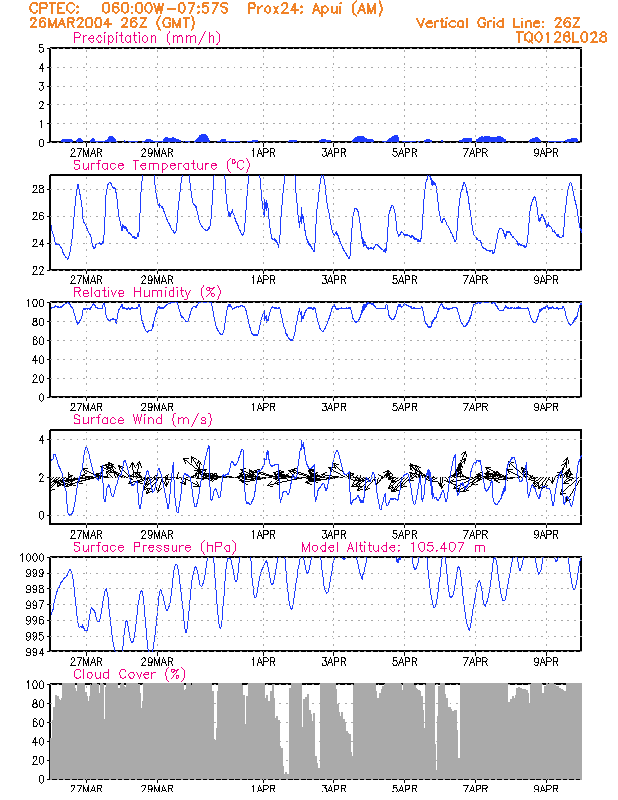 CPTEC: 060:00W-07:57S Prox24: Apui (AM)
26MAR2004 26Z (GMT) Vertical Grid Line: 26Z
Precipitation (mm/h) TQ0126L028
5
4
3
2
1
0
27MAR 29MAR 1APR 3APR 5APR 7APR 9APR
Surface Temperature (°C)
28
26
24
22
27MAR 29MAR 1APR 3APR 5APR 7APR 9APR
Relative Humidity (%)
100
80
60
40
20
0
27MAR 29MAR 1APR 3APR 5APR 7APR 9APR
Surface Wind (m/s)
4
2
0
27MAR 29MAR 1APR 3APR 5APR 7APR 9APR
Surface Pressure (hPa) Model Altitude: 105.407 m
1000
999
998
997
996
995
994
27MAR 29MAR 1APR 3APR 5APR 7APR 9APR
Cloud Cover (%)
100
80
60
40
20
0
27MAR 29MAR 1APR 3APR 5APR 7APR 9APR